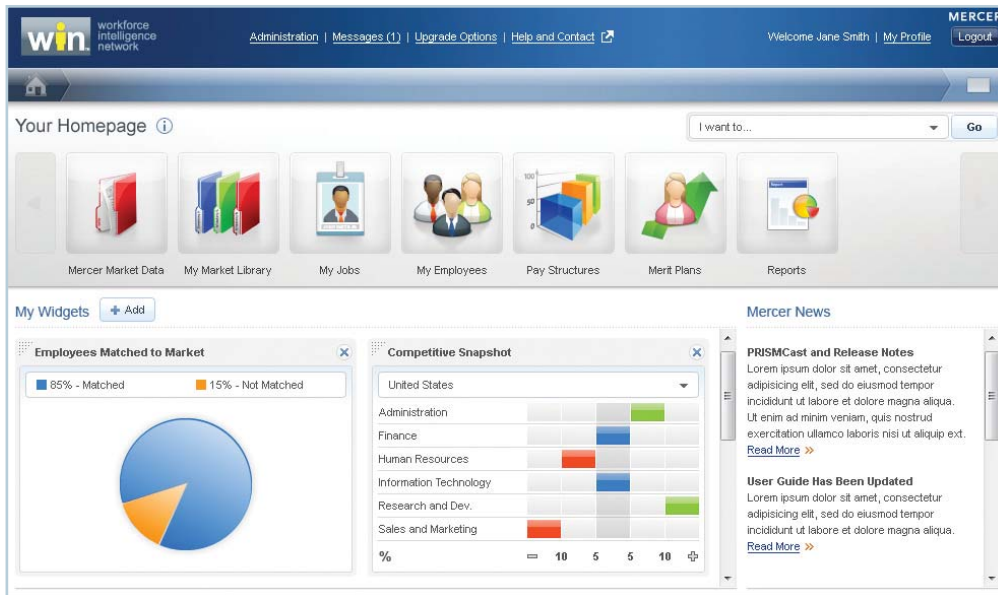 win workforce
intelligence
network
Administration | Messages (1) | Upgrade Options | Help and Contact
Welcome Jane Smith | My Profile
MERCER
Logout
Your Homepage
I want to...
Go
100
50
0
Report
Mercer Market Data
My Market Library
My Jobs
My Employees
Pay Structures
Merit Plans
Reports
My Widgets
+ Add
Employees Matched to Market
85% - Matched
15% - Not Matched
Competitive Snapshot
United States
Administration
Finance
Human Resources
Information Technology
Research and Dev.
Sales and Marketing
% − 10 5 5 10 +
Mercer News
PRISMCast and Release Notes
Lorem ipsum dolor sit amet, consectetur
adipisicing elit, sed do eiusmod tempor
incididunt ut labore et dolore magna aliqua.
Ut enim ad minim veniam, quis nostrud
exercitation ullamco laboris nisi ut aliquip ext.
Read More »
User Guide Has Been Updated
Lorem ipsum dolor sit amet, consectetur
adipisicing elit, sed do eiusmod tempor
incididunt ut labore et dolore magna aliqua.
Read More »